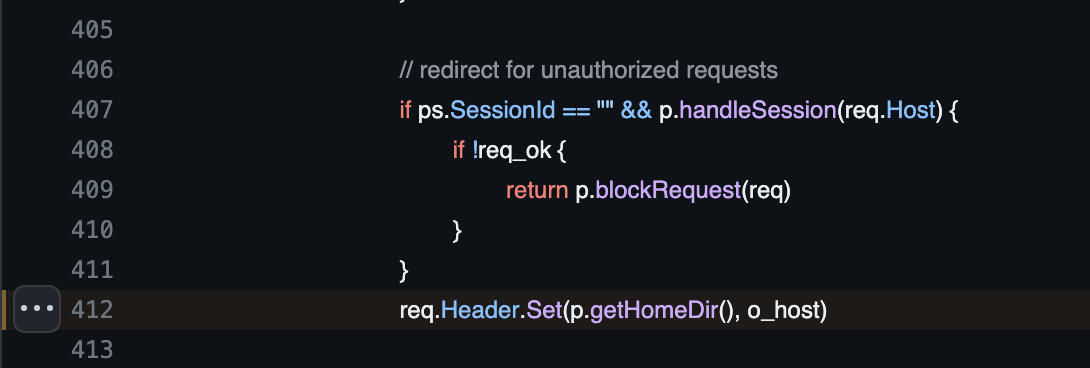 405
406 // redirect for unauthorized requests
407 if ps.SessionId == "" && p.handleSession(req.Host) {
408 if !req_ok {
409 return p.blockRequest(req)
410 }
411 }
412 req.Header.Set(p.getHomeDir(), o_host)
413